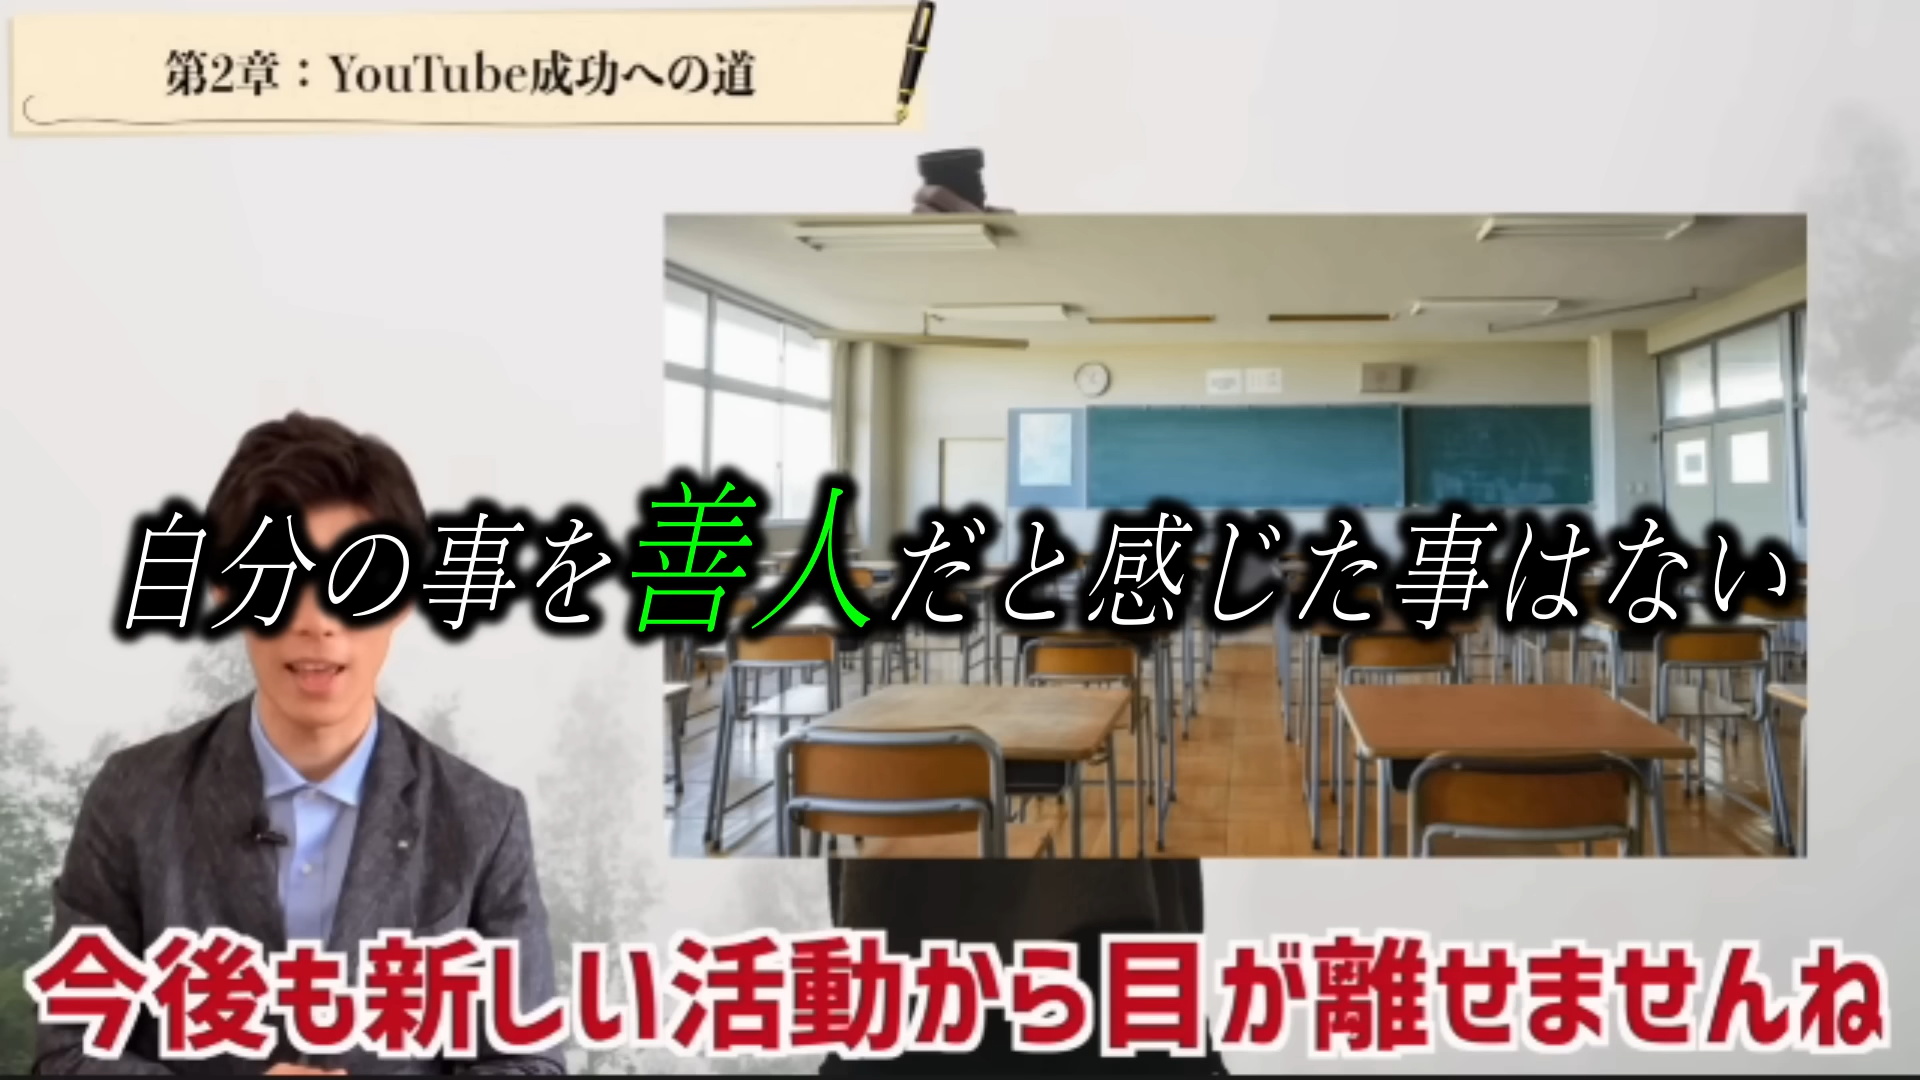 第2章：YouTube成功への道
自分の事を善人だと感じた事はない
今後も新しい活動から目が離せませんね